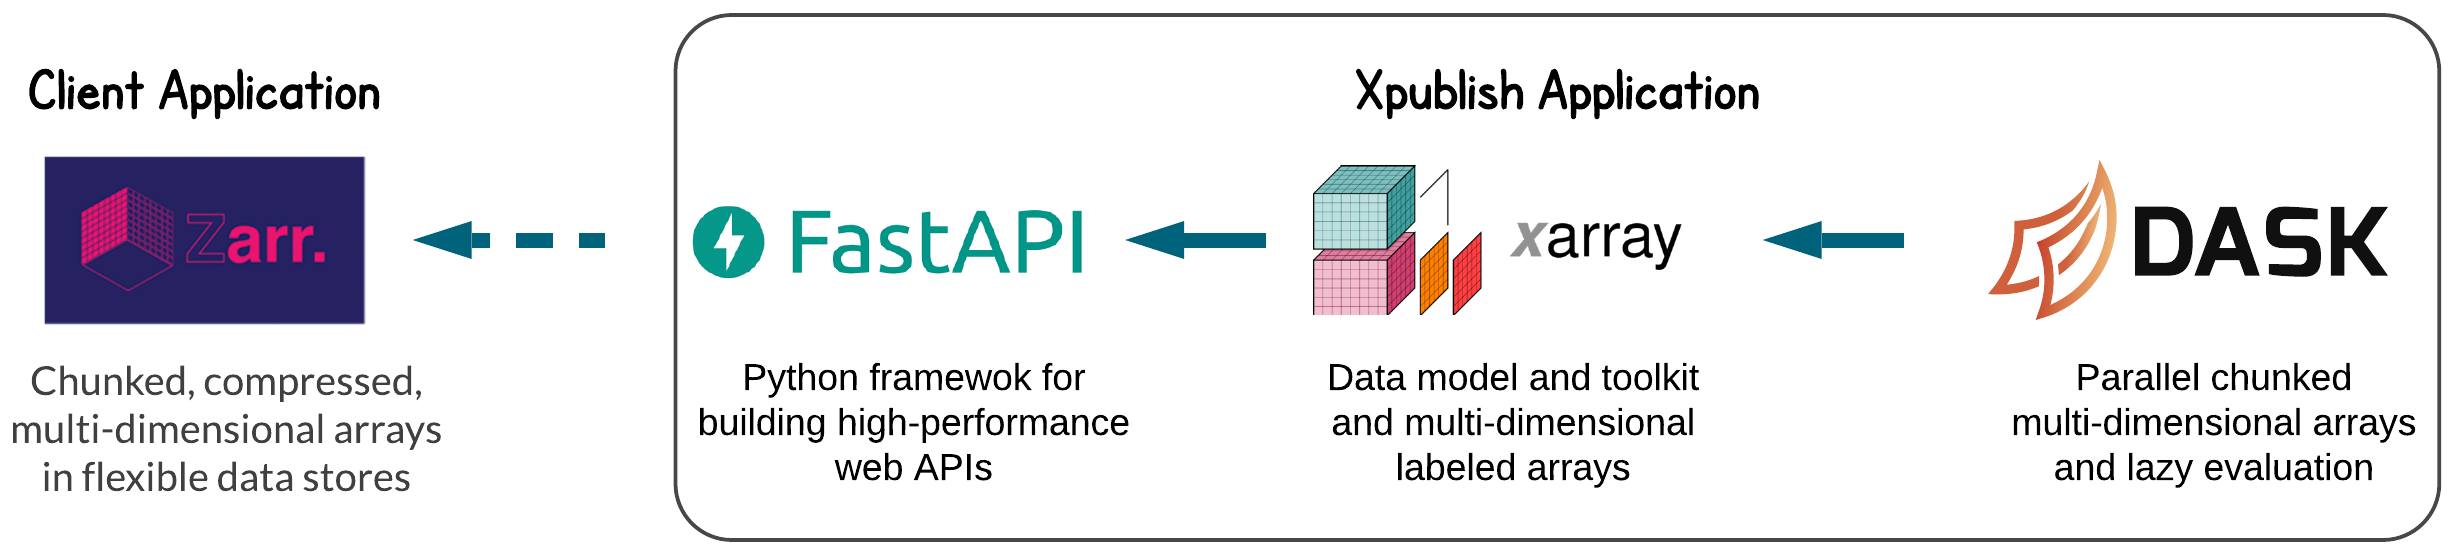 Client Application
Zarr.
Chunked, compressed,
multi-dimensional arrays
in flexible data stores
Xpublish Application
FastAPI
Python framewok for
building high-performance
web APIs
xarray
Data model and toolkit
and multi-dimensional
labeled arrays
DASK
Parallel chunked
multi-dimensional arrays
and lazy evaluation